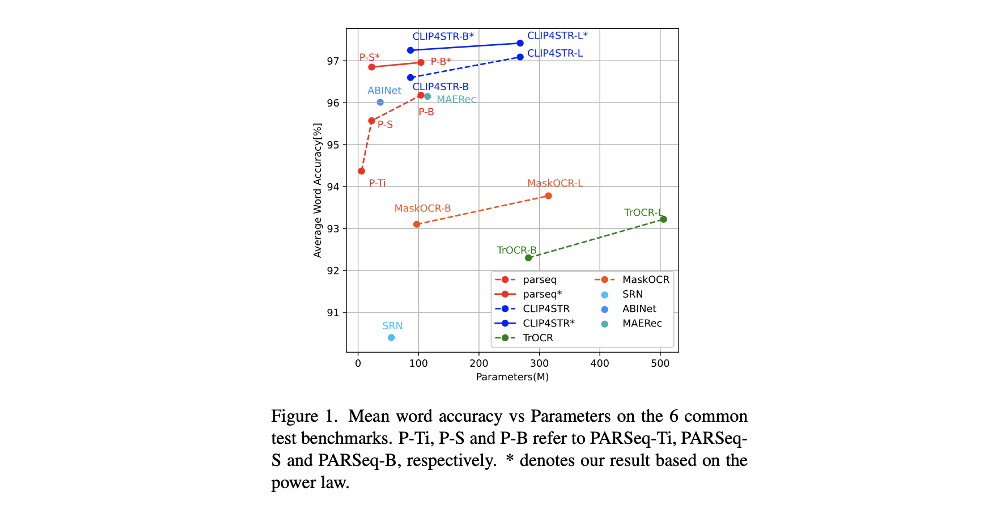 CLIP4STR-B*
CLIP4STR-L*
P-S*
P-B*
CLIP4STR-L
97
ABINet
CLIP4STR-B
MAERec
96
P-B
P-S
95
P-Ti
MaskOCR-L
94
MaskOCR-B
TrOCR-L
93
TrOCR-B
92
91
SRN
Average Word Accuracy[%]
parseq
parseq*
CLIP4STR
CLIP4STR*
TrOCR
MaskOCR
SRN
ABINet
MAERec
0 100 200 300 400 500
Parameters(M)
Figure 1. Mean word accuracy vs Parameters on the 6 common
test benchmarks. P-Ti, P-S and P-B refer to PARSeq-Ti, PARSeq-
S and PARSeq-B, respectively. * denotes our result based on the
power law.